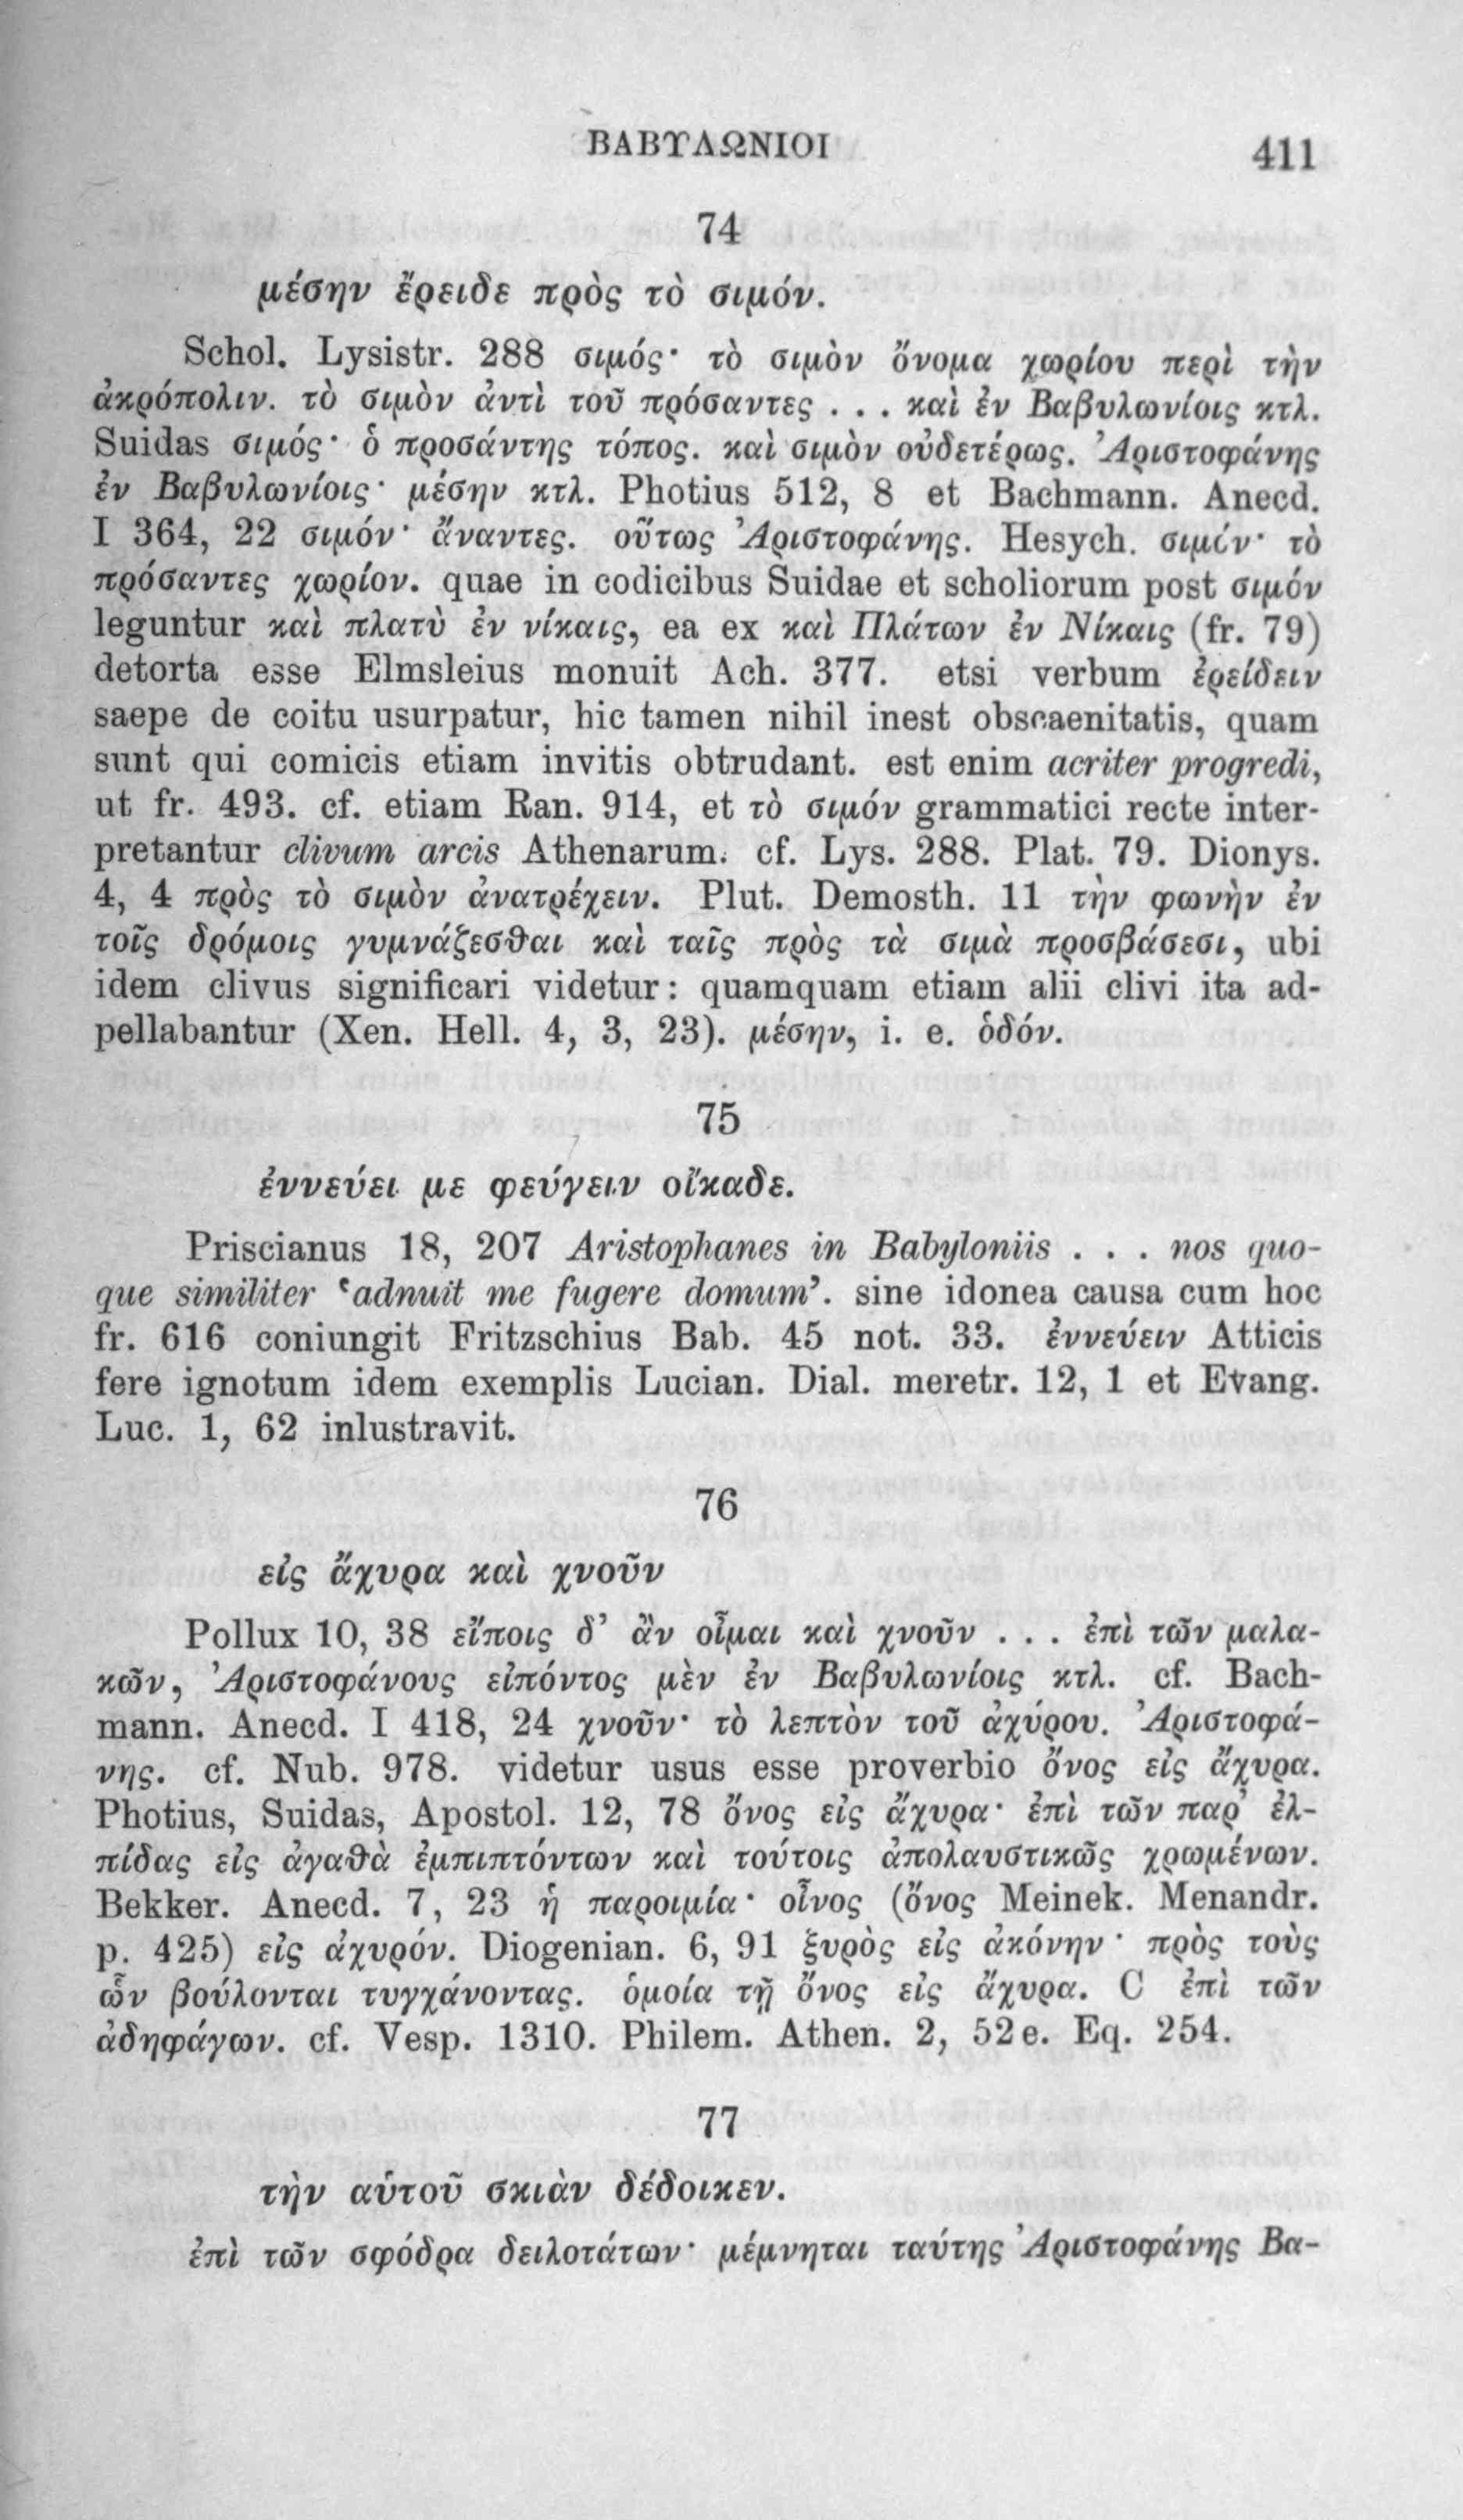 ΒΑΒΥΛΩΝΙΟΙ 411
74
μέσην ἔρειδε πρὸς τὸ σιμόν.
Schol. Lysistr. 288 σιμός· τὸ σιμὸν ὄνομα χωρίου περὶ τὴν
ἀκρόπολιν. τὸ σιμὸν ἀντὶ τοῦ πρόσαντες . . . καὶ ἐν Βαβυλωνίοις κτλ.
Suidas σιμός· ὁ προσάντης τόπος. καὶ σιμὸν οὐδετέρως. Ἀριστοφάνης
ἐν Βαβυλωνίοις· μέσην κτλ. Photius 512, 8 et Bachmann. Anecd.
I 364, 22 σιμόν· ἄναντες. οὕτως Ἀριστοφάνης. Hesych. σιμόν· τὸ
πρόσαντες χωρίον. quae in codicibus Suidae et scholiorum post σιμόν
leguntur καὶ πλατὺ ἐν νίκαις, ea ex καὶ Πλάτων ἐν Νίκαις (fr. 79)
detorta esse Elmsleius monuit Ach. 377. etsi verbum ἐρείδειν
saepe de coitu usurpatur, hic tamen nihil inest obscaenitatis, quam
sunt qui comicis etiam invitis obtrudant. est enim acriter progredi,
ut fr. 493. cf. etiam Ran. 914, et τὸ σιμόν grammatici recte inter-
pretantur clivum arcis Athenarum. cf. Lys. 288. Plat. 79. Dionys.
4, 4 πρὸς τὸ σιμὸν ἀνατρέχειν. Plut. Demosth. 11 τὴν φωνὴν ἐν
τοῖς δρόμοις γυμνάζεσθαι καὶ ταῖς πρὸς τὰ σιμὰ προσβάσεσι, ubi
idem clivus significari videtur: quamquam etiam alii clivi ita ad-
pellabantur (Xen. Hell. 4, 3, 23). μέσην, i. e. ὁδόν.
75
ἐννεύει με φεύγειν οἴκαδε.
Priscianus 18, 207 Aristophanes in Babyloniis . . . nos quo-
que similiter ‘adnuit me fugere domum’. sine idonea causa cum hoc
fr. 616 coniungit Fritzschius Bab. 45 not. 33. ἐννεύειν Atticis
fere ignotum idem exemplis Lucian. Dial. meretr. 12, 1 et Evang.
Luc. 1, 62 inlustravit.
76
εἰς ἄχυρα καὶ χνοῦν
Pollux 10, 38 εἴποις δ’ ἂν οἶμαι καὶ χνοῦν . . . ἐπὶ τῶν μαλα-
κῶν, Ἀριστοφάνους εἰπόντος μὲν ἐν Βαβυλωνίοις κτλ. cf. Bach-
mann. Anecd. I 418, 24 χνοῦν· τὸ λεπτὸν τοῦ ἀχύρου. Ἀριστοφά-
νης. cf. Nub. 978. videtur usus esse proverbio ὄνος εἰς ἄχυρα.
Photius, Suidas, Apostol. 12, 78 ὄνος εἰς ἄχυρα· ἐπὶ τῶν παρ’ ἐλ-
πίδας εἰς ἀγαθὰ ἐμπιπτόντων καὶ τούτοις ἀπολαυστικῶς χρωμένων.
Bekker. Anecd. 7, 23 ἡ παροιμία· οἶνος (ὄνος Meinek. Menandr.
p. 425) εἰς ἀχυρόν. Diogenian. 6, 91 ξυρὸς εἰς ἀκόνην· πρὸς τοὺς
ὧν βούλονται τυγχάνοντας. ὁμοία τῇ ὄνος εἰς ἄχυρα. C ἐπὶ τῶν
ἀδηφάγων. cf. Vesp. 1310. Philem. Athen. 2, 52 e. Eq. 254.
77
τὴν αὑτοῦ σκιὰν δέδοικεν.
ἐπὶ τῶν σφόδρα δειλοτάτων· μέμνηται ταύτης Ἀριστοφάνης Βα-